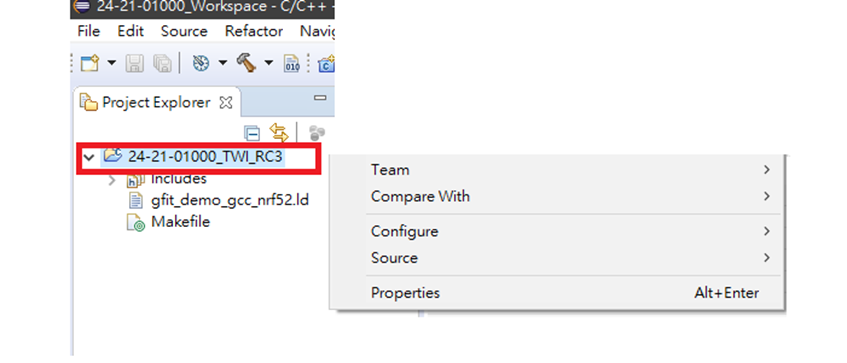 24-21-01000_Workspace - C/C++ -
File Edit Source Refactor Navig
Project Explorer
24-21-01000_TWI_RC3
Includes
gfit_demo_gcc_nrf52.ld
Makefile
Team
Compare With
Configure
Source
Properties Alt+Enter